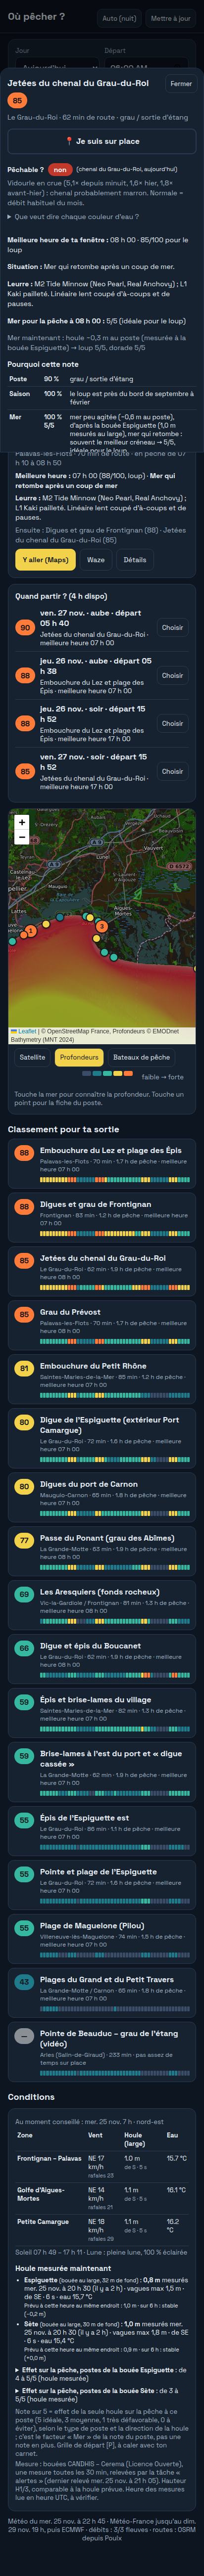 Où pêcher ?
Auto (nuit)
Mettre à jour
Jour
Départ
Jetées du chenal du Grau-du-Roi
Fermer
85
Le Grau-du-Roi · 62 min de route · grau / sortie d'étang
📍 Je suis sur place
Pêchable ? non (chenal du Grau-du-Roi, aujourd'hui)
Vidourle en crue (5,1× depuis minuit, 1,6× hier, 1,8×
avant-hier) : chenal probablement marron. Normale =
débit habituel du mois.
▶ Que veut dire chaque couleur d'eau ?
Meilleure heure de ta fenêtre : 08 h 00 · 85/100 pour le
loup
Situation : Mer qui retombe après un coup de mer.
Leurre : M2 Tide Minnow (Neo Pearl, Real Anchovy) ; L1
Kaki pailleté. Linéaire lent coupé d'à-coups et de
pauses.
Mer pour la pêche à 08 h 00 : 5/5 (idéale pour le loup)
Mer maintenant : houle ~0,3 m au poste (mesurée à la
bouée Espiguette) → loup 5/5, dorade 5/5
Pourquoi cette note
Poste 90 % grau / sortie d'étang
Saison 100 % le loup est près du bord de septembre à
février
Mer 100 % mer peu agitée (~0,6 m au poste),
5/5 d'après la bouée Espiguette (1,0 m
mesurés au large), mer qui retombe :
souvent le meilleur créneau → 5/5,
idéale pour le loup
Palavas-les-Flots · 70 min de route · en pêche de 07
h 10 à 08 h 50
Meilleure heure : 07 h 00 (88/100, loup) · Mer qui
retombe après un coup de mer
Leurre : M2 Tide Minnow (Neo Pearl, Real Anchovy) ;
L1 Kaki pailleté. Linéaire lent coupé d'à-coups et de
pauses.
Ensuite : Digues et grau de Frontignan (88) · Jetées
du chenal du Grau-du-Roi (85)
Y aller (Maps)
Waze
Détails
Quand partir ? (4 h dispo)
90
ven. 27 nov. · aube · départ
05 h 40
Jetées du chenal du Grau-du-Roi ·
meilleure heure 07 h 00
Choisir
88
jeu. 26 nov. · aube · départ 05
h 38
Embouchure du Lez et plage des
Épis · meilleure heure 07 h 00
Choisir
88
jeu. 26 nov. · soir · départ 15
h 52
Embouchure du Lez et plage des
Épis · meilleure heure 17 h 00
Choisir
85
ven. 27 nov. · soir · départ 15
h 52
Jetées du chenal du Grau-du-Roi ·
meilleure heure 17 h 00
Choisir
+
−
Lunel
Vauvert
Aigues-
Mortes
Mauguio
Lattes
A 9
D 6572
1
3
Leaflet | © OpenStreetMap France, Profondeurs © EMODnet
Bathymetry (MNT 2024)
Satellite
Profondeurs
Bateaux de pêche
faible → forte
Touche la mer pour connaître la profondeur. Touche un
point pour la fiche du poste.
Classement pour ta sortie
88
Embouchure du Lez et plage des Épis
Palavas-les-Flots · 70 min · 1.7 h de pêche · meilleure
heure 07 h 00
88
Digues et grau de Frontignan
Frontignan · 83 min · 1.2 h de pêche · meilleure heure
07 h 00
85
Jetées du chenal du Grau-du-Roi
Le Grau-du-Roi · 62 min · 1.9 h de pêche · meilleure
heure 08 h 00
85
Grau du Prévost
Palavas-les-Flots · 70 min · 1.7 h de pêche · meilleure
heure 07 h 00
81
Embouchure du Petit Rhône
Saintes-Maries-de-la-Mer · 85 min · 1.2 h de pêche ·
meilleure heure 07 h 00
80
Digue de l'Espiguette (extérieur Port
Camargue)
Le Grau-du-Roi · 72 min · 1.6 h de pêche · meilleure
heure 07 h 00
80
Digues du port de Carnon
Mauguio-Carnon · 65 min · 1.8 h de pêche · meilleure
heure 07 h 00
77
Passe du Ponant (grau des Abîmes)
La Grande-Motte · 63 min · 1.8 h de pêche · meilleure
heure 08 h 00
69
Les Aresquiers (fonds rocheux)
Vic-la-Gardiole / Frontignan · 81 min · 1.3 h de pêche ·
meilleure heure 08 h 00
66
Digue et épis du Boucanet
Le Grau-du-Roi · 62 min · 1.9 h de pêche · meilleure
heure 08 h 00
59
Épis et brise-lames du village
Saintes-Maries-de-la-Mer · 82 min · 1.3 h de pêche ·
meilleure heure 08 h 00
59
Brise-lames à l'est du port et « digue
cassée »
La Grande-Motte · 62 min · 1.9 h de pêche · meilleure
heure 07 h 00
55
Épis de l'Espiguette est
Le Grau-du-Roi · 86 min · 1.1 h de pêche · meilleure
heure 07 h 00
55
Pointe et plage de l'Espiguette
Le Grau-du-Roi · 72 min · 1.6 h de pêche · meilleure
heure 07 h 00
55
Plage de Maguelone (Pilou)
Villeneuve-lès-Maguelone · 74 min · 1.5 h de pêche ·
meilleure heure 07 h 00
43
Plages du Grand et du Petit Travers
La Grande-Motte / Carnon · 65 min · 1.8 h de pêche ·
meilleure heure 07 h 00
—
Pointe de Beauduc – grau de l'étang
(vidéo)
Arles (Salin-de-Giraud) · 233 min · pas assez de
temps sur place
Conditions
Au moment conseillé : mer. 25 nov. 7 h · nord-est
Zone Vent Houle (large) Eau
Frontignan – Palavas NE 17 km/h rafales 23 1.0 m de S · 5 s 15.7 °C
Golfe d'Aigues-Mortes NE 14 km/h rafales 21 1.1 m de S · 5 s 16.1 °C
Petite Camargue NE 18 km/h rafales 29 1.1 m de S · 5 s 16.2 °C
Soleil 07 h 49 – 17 h 11 · Lune : pleine lune, 100 % éclairée
Houle mesurée maintenant
• Espiguette (bouée au large, 32 m de fond) : 0,8 m mesurés
mer. 25 nov. à 20 h 30 (il y a 2 h) · vagues max 1,5 m ·
de SE · 6 s · eau 15,7 °C
Prévu à cette heure au même endroit : 1,0 m · sur 6 h : stable
(−0,2 m)
• Sète (bouée au large, 30 m de fond) : 1,0 m mesurés mer.
25 nov. à 20 h 30 (il y a 2 h) · vagues max 1,8 m · de SE
· 6 s · eau 15,4 °C
Prévu à cette heure au même endroit : 0,9 m · sur 6 h : stable
(+0,0 m)
▶ Effet sur la pêche, postes de la bouée Espiguette : de
4 à 5/5 (houle mesurée)
▶ Effet sur la pêche, postes de la bouée Sète : de 3 à
5/5 (houle mesurée)
Note sur 5 = effet de la seule houle sur la pêche à ce
poste (5 idéale, 3 moyenne, 1 très défavorable, 0 à
éviter), selon le type de poste et la direction de la houle
; c'est le facteur « Mer » de la note du poste, pas une
note en plus. Grille de départ [P], à caler avec ton
carnet.
Mesure : bouées CANDHIS – Cerema (Licence Ouverte),
une mesure toutes les 30 min, relevées par la tâche «
alertes » (dernier relevé mer. 25 nov. à 21 h 05). Hauteur
H1/3, comparable à la houle prévue. Heures des mesures
lues en heure UTC, à vérifier.
Météo du mer. 25 nov. à 22 h 45 · Météo-France jusqu'au dim.
29 nov. 19 h, puis ECMWF · débits : 3/3 fleuves · routes : OSRM
depuis Poulx